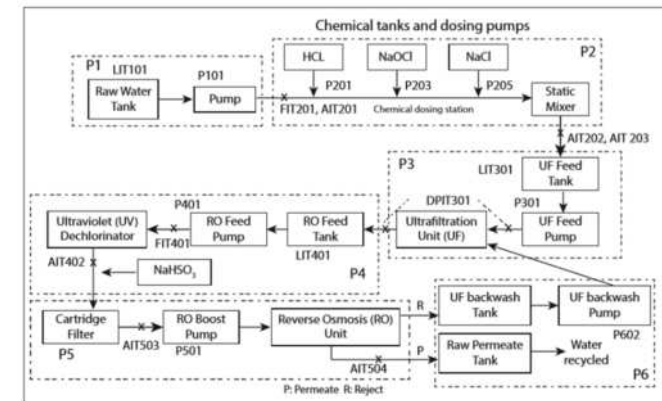 Chemical tanks and dosing pumps
P1
LIT101
Raw Water
Tank
P101
Pump
HCL
NaOCl
NaCl
P2
P201
P203
P205
FIT201, AIT201
Chemical dosing station
Static
Mixer
AIT202, AIT 203
P3
LIT301
UF Feed
Tank
P301
DPIT301
UF Feed
Pump
Ultrafiltration
Unit (UF)
P401
Ultraviolet (UV)
Dechlorinator
RO Feed
Pump
RO Feed
Tank
FIT401
LIT401
P4
AIT402
NaHSO3
Cartridge
Filter
P5
AIT503
RO Boost
Pump
P501
Reverse Osmosis (RO)
Unit
AIT504
R
P
UF backwash
Tank
UF backwash
Pump
P602
Raw Permeate
Tank
Water
recycled
P6
P: Permeate R: Reject